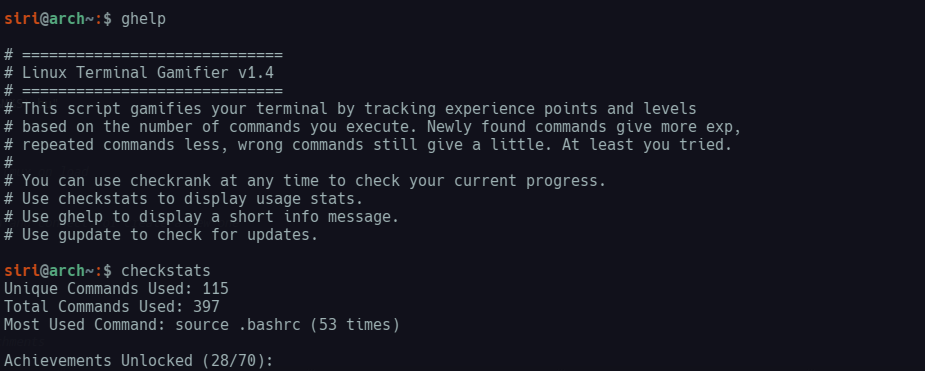 siri@arch~:$ ghelp
# =============================
# Linux Terminal Gamifier v1.4
# =============================
# This script gamifies your terminal by tracking experience points and levels
# based on the number of commands you execute. Newly found commands give more exp,
# repeated commands less, wrong commands still give a little. At least you tried.
#
# You can use checkrank at any time to check your current progress.
# Use checkstats to display usage stats.
# Use ghelp to display a short info message.
# Use gupdate to check for updates.
siri@arch~:$ checkstats
Unique Commands Used: 115
Total Commands Used: 397
Most Used Command: source .bashrc (53 times)
Achievements Unlocked (28/70):